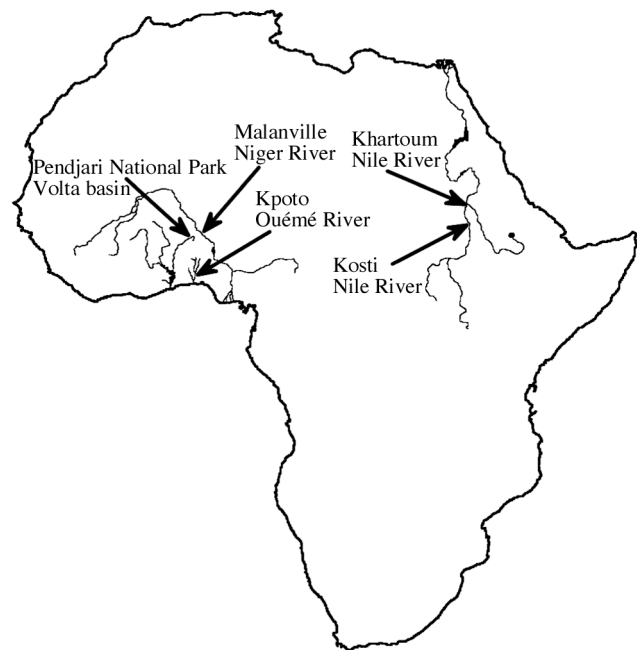 Malanville
Niger River
Khartoum
Nile River
Pendjari National Park
Volta basin
Kpoto
Ouémé River
Kosti
Nile River